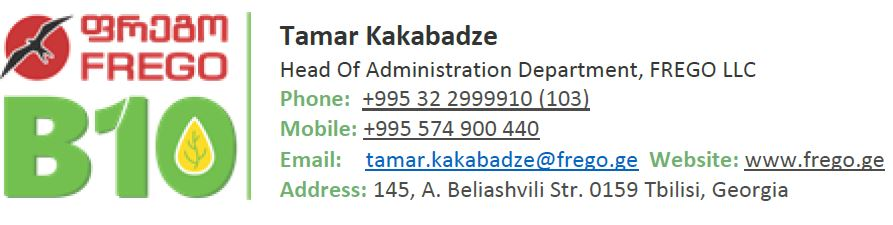 ფრეგო
FREGO
B10
Tamar Kakabadze
Head Of Administration Department, FREGO LLC
Phone: +995 32 2999910 (103)
Mobile: +995 574 900 440
Email: tamar.kakabadze@frego.ge Website: www.frego.ge
Address: 145, A. Beliashvili Str. 0159 Tbilisi, Georgia